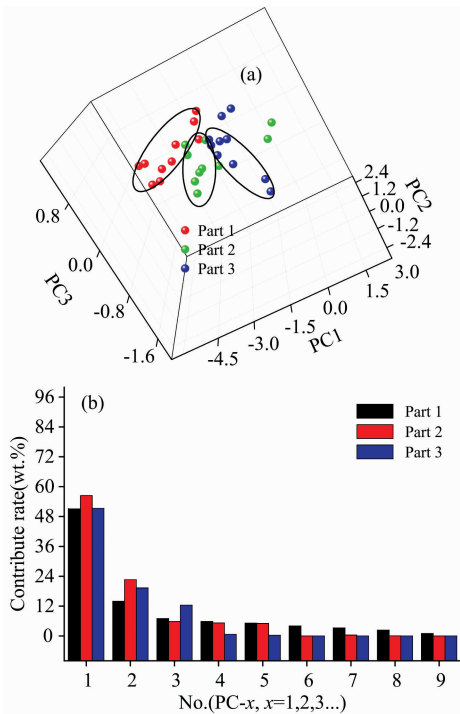 (a)
2.4
1.2
0.0
-1.2
-2.4
PC2
3.0
1.5
0.0
-1.5
-3.0
-4.5
PC1
0.8
0.0
-0.8
-1.6
PC3
Part 1
Part 2
Part 3
(b)
Part 1
Part 2
Part 3
96
84
72
60
48
36
24
12
0
Contribute rate(wt.%)
1 2 3 4 5 6 7 8 9
No.(PC-x, x=1,2,3...)